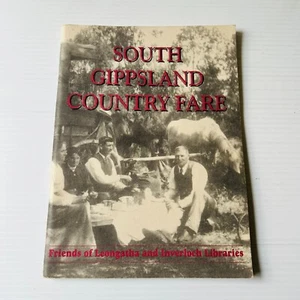 SOUTH
GIPPSLAND
COUNTRY FARE
Friends of Leongatha and Inverloch Libraries